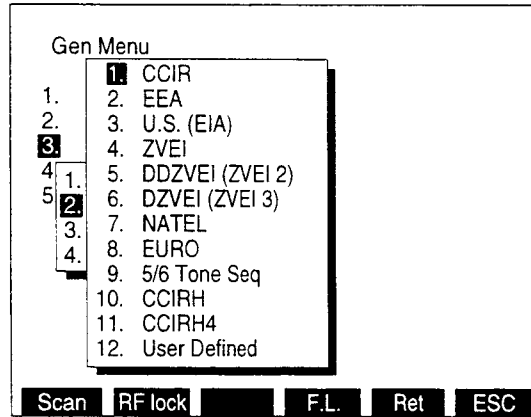 Gen Menu
1.
2.
3.
4
5
1.
2.
3.
4.
1. CCIR
2. EEA
3. U.S. (EIA)
4. ZVEI
5. DDZVEI (ZVEI 2)
6. DZVEI (ZVEI 3)
7. NATEL
8. EURO
9. 5/6 Tone Seq
10. CCIRH
11. CCIRH4
12. User Defined
Scan RF lock F.L. Ret ESC